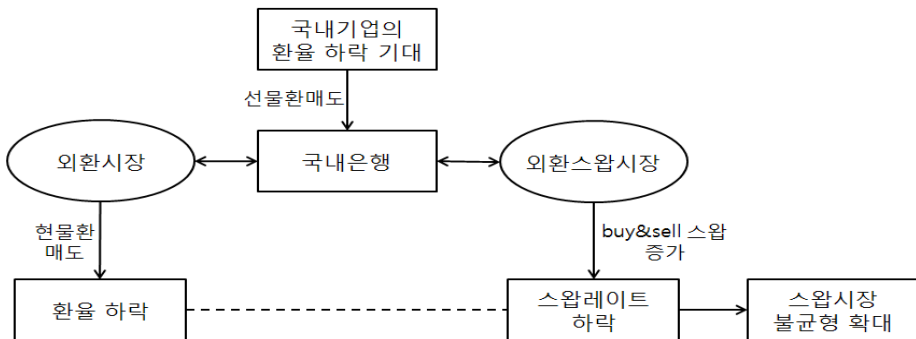 국내기업의
환율 하락 기대
선물환매도
외환시장
국내은행
외환스왑시장
현물환
매도
buy&sell 스왑
증가
환율 하락
스왑레이트
하락
스왑시장
불균형 확대